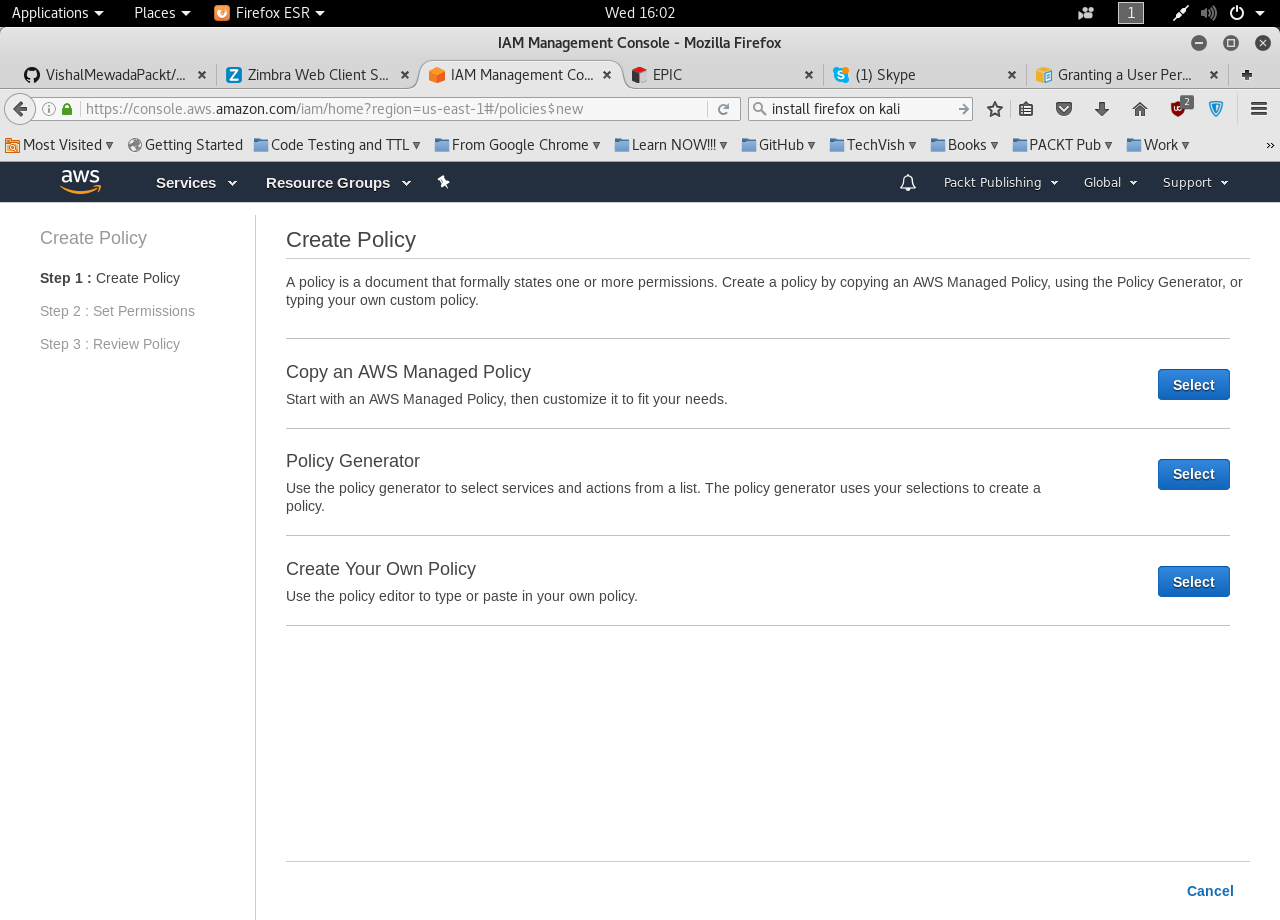 Applications Places Firefox ESR Wed 16:02 1
IAM Management Console - Mozilla Firefox
VishalMewadaPackt/... Zimbra Web Client S... IAM Management Co... EPIC (1) Skype Granting a User Per...
https://console.aws.amazon.com/iam/home?region=us-east-1#/policies$new install firefox on kali 2
Most Visited Getting Started Code Testing and TTL From Google Chrome Learn NOW!!! GitHub TechVish Books PACKT Pub Work »
aws Services Resource Groups Packt Publishing Global Support
Create Policy
Step 1 : Create Policy
Step 2 : Set Permissions
Step 3 : Review Policy
Create Policy
A policy is a document that formally states one or more permissions. Create a policy by copying an AWS Managed Policy, using the Policy Generator, or
typing your own custom policy.
Copy an AWS Managed Policy
Start with an AWS Managed Policy, then customize it to fit your needs.
Select
Policy Generator
Use the policy generator to select services and actions from a list. The policy generator uses your selections to create a
policy.
Select
Create Your Own Policy
Use the policy editor to type or paste in your own policy.
Select
Cancel